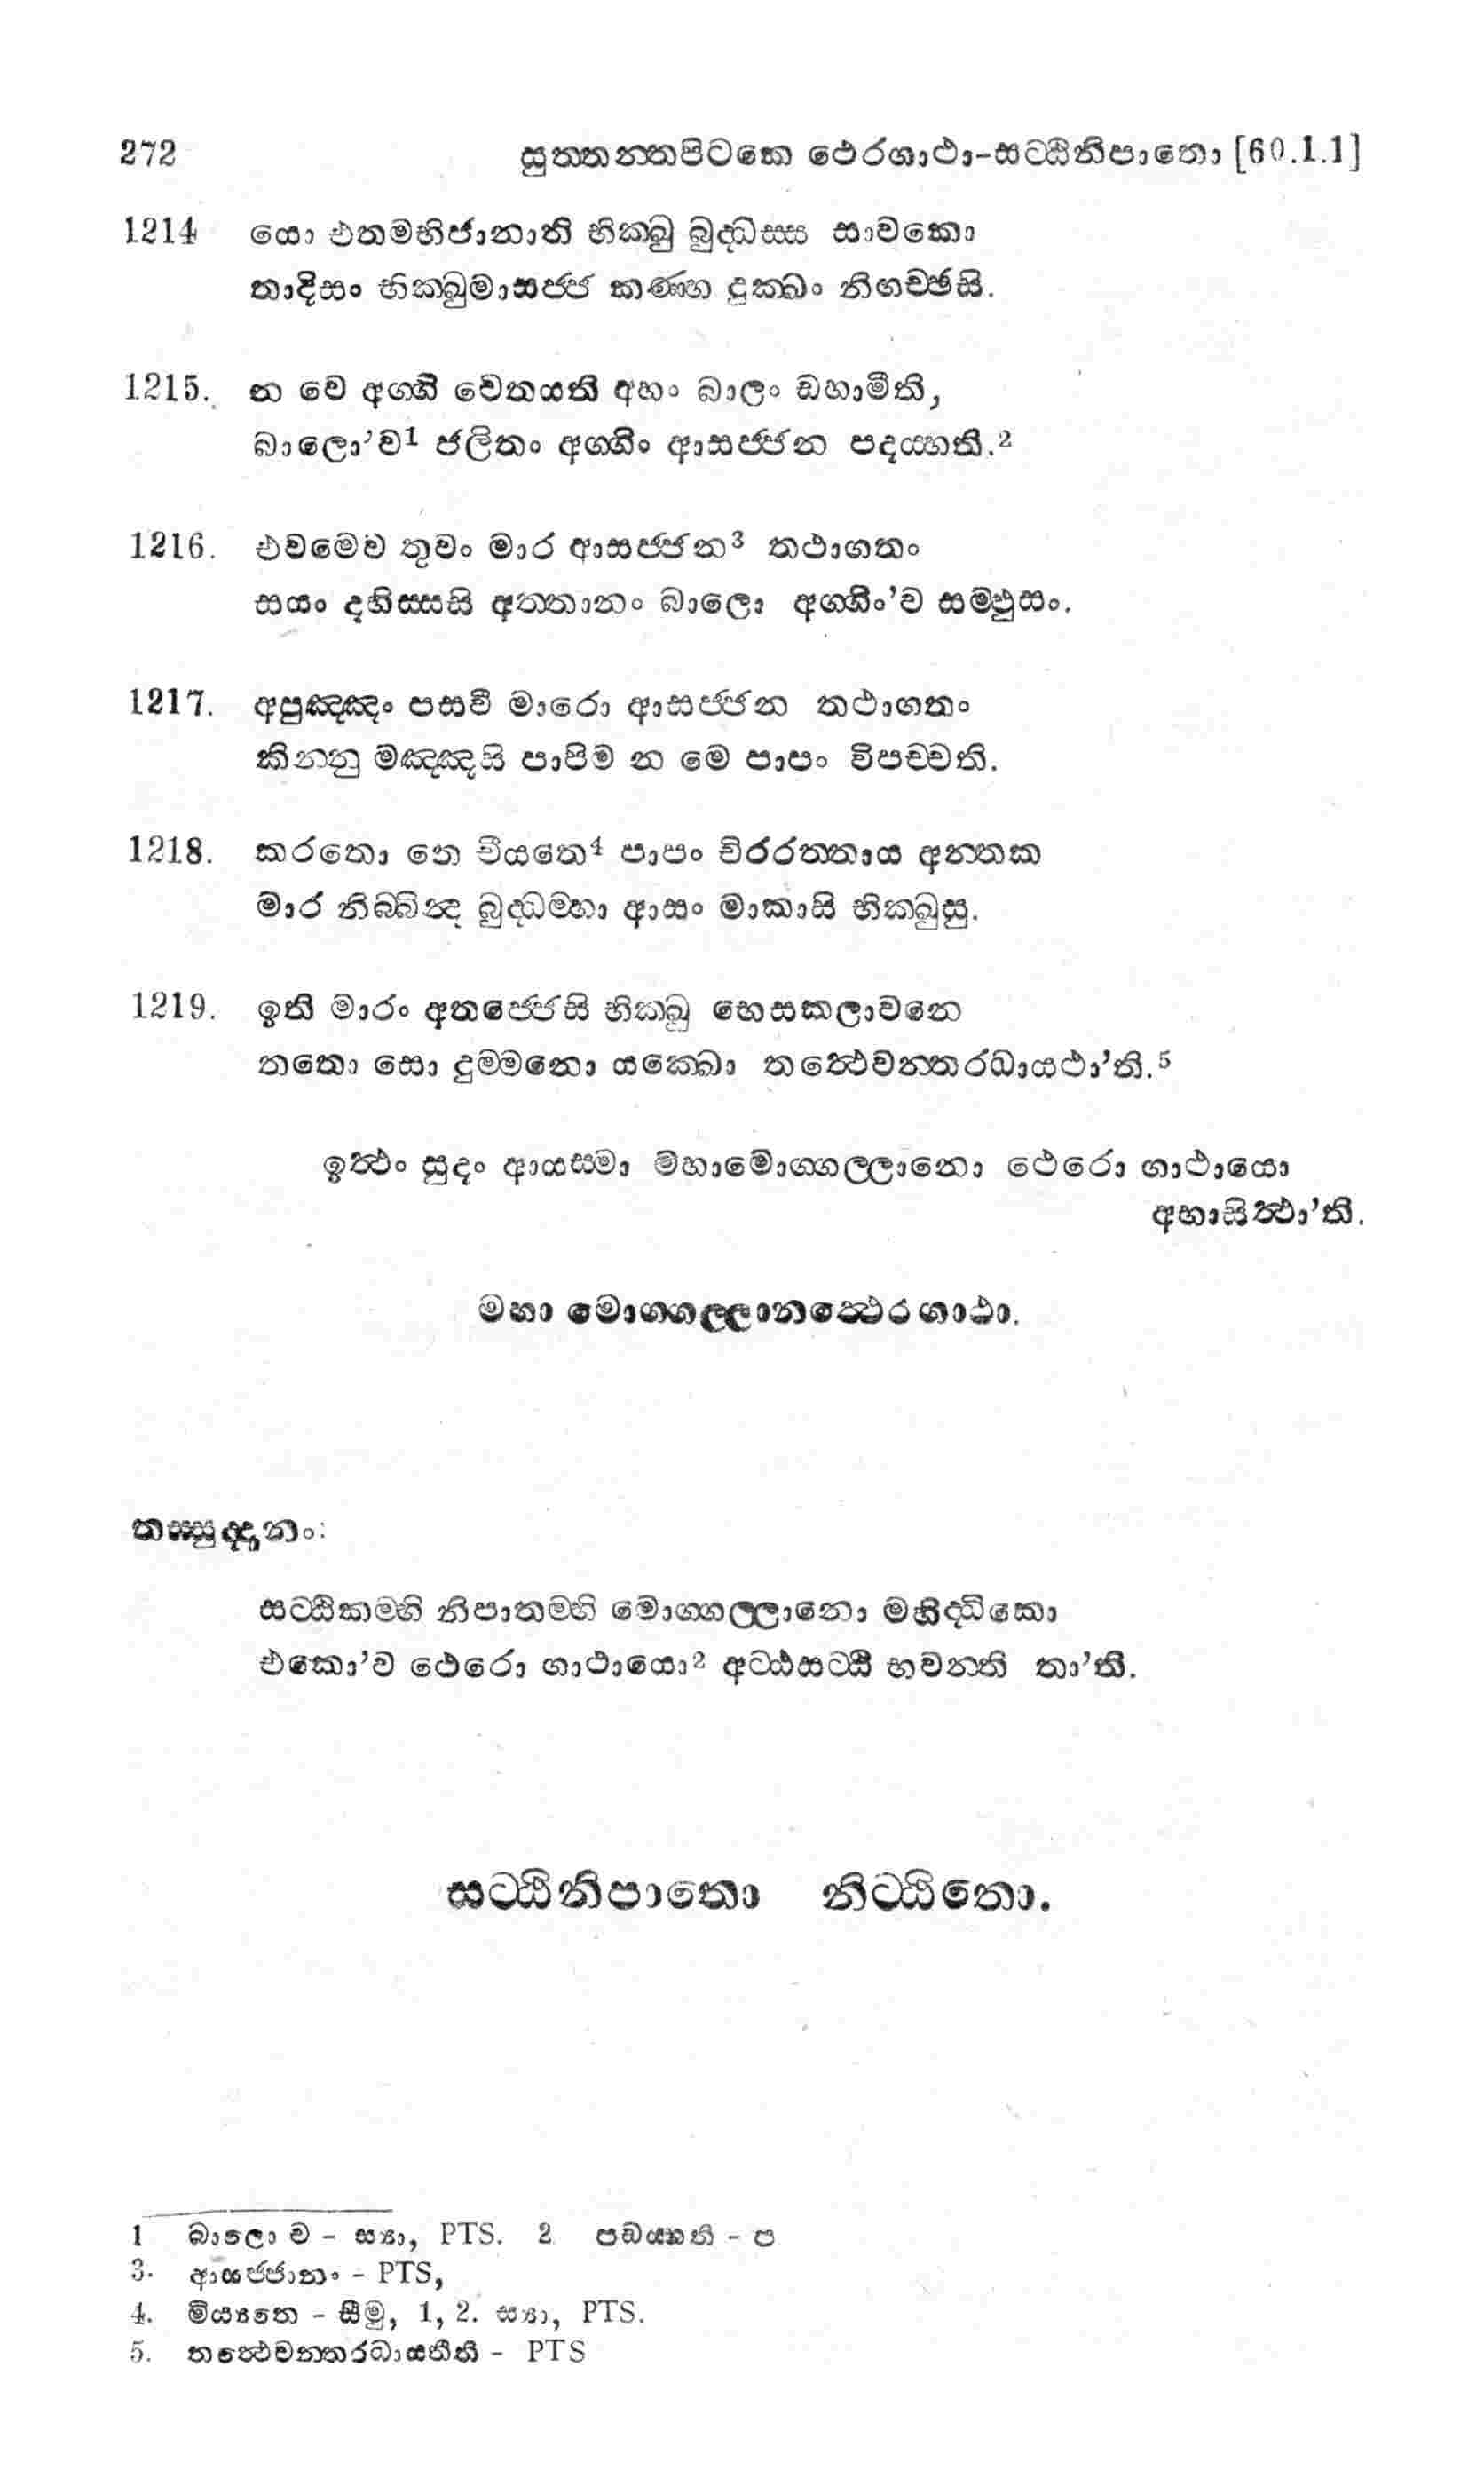 272 සුත්තන්තපිටකෙ ථෙරගාථා-සට්ඨිනිපාතො [60.1.1]
1214 යො එතමභිජානාති භික්ඛු බුද්ධස්ස සාවකො
තාදිසං භික්ඛුමාසජ්ජ කණ්හ දුක්ඛං නිගච්ඡසි.
1215. න වෙ අග්ගි චෙතයති අහං බාලං ඩහාමීති,
බාලො'ච¹ ජලිතං අග්ගිං ආසජ්ජන පදය්හති.²
1216. එවමෙව තුවං මාර ආසජ්ජන³ තථාගතං
සයං දහිස්සසි අත්තානං බාලො අග්ගිං'ව සම්ඵුසං.
1217. අපුඤ්ඤං පසවී මාරො ආසජ්ජන තථාගතං
කින්නු මඤ්ඤසි පාපිම න මෙ පාපං විපච්චති.
1218. කරතො තෙ චීයතෙ⁴ පාපං චිරරත්තාය අන්තක
මාර නිබ්බින්ද බුද්ධම්හා ආසං මාකාසි භික්ඛුසු.
1219. ඉති මාරං අතජ්ජෙසි භික්ඛු භෙසකලාවනෙ
තතො සො දුම්මනො යක්ඛො තත්ථෙවන්තරධායථා'ති.⁵
ඉත්ථං සුදං ආයස්මා මහාමොග්ගල්ලානො ථෙරො ගාථායො
අභාසිත්ථා'ති.
මහා මොග්ගල්ලානත්ථෙර ගාථා.
තස්සුද්දානං:
සට්ඨිකම්හි නිපාතම්හි මොග්ගල්ලානො මහිද්ධිකො
එකො'ව ථෙරො ගාථායො² අට්ඨසට්ඨි භවන්ති තා'ති.
සට්ඨිනිපාතො නිට්ඨිතො.
1 බාලො ච – ස්‍යා, PTS. 2 පඩය්හති – ප
3. ආසජ්ජානං – PTS,
4. මිය්‍යතෙ – සීමු, 1, 2. ස්‍යා, PTS.
5. තත්ථෙවන්තරධායතීති – PTS